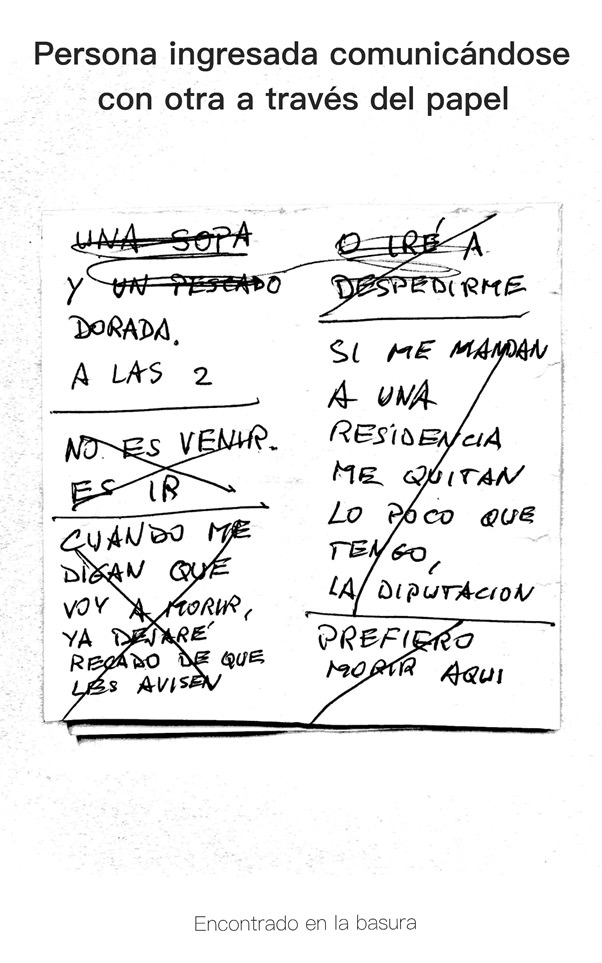 Persona ingresada comunicándose
con otra a través del papel
UNA SOPA
Y UN PESCADO
DORADA.
A LAS 2
NO ES VENIR.
ES IR
CUANDO ME
DIGAN QUE
VOY A MORIR,
YA DEJARÉ
RECADO DE QUE
LES AVISEN
O IRÉ A
DESPEDIRME
SI ME MANDAN
A UNA
RESIDENCIA
ME QUITAN
LO POCO QUE
TENGO,
LA DIPUTACION
PREFIERO
MORIR AQUI
Encontrado en la basura